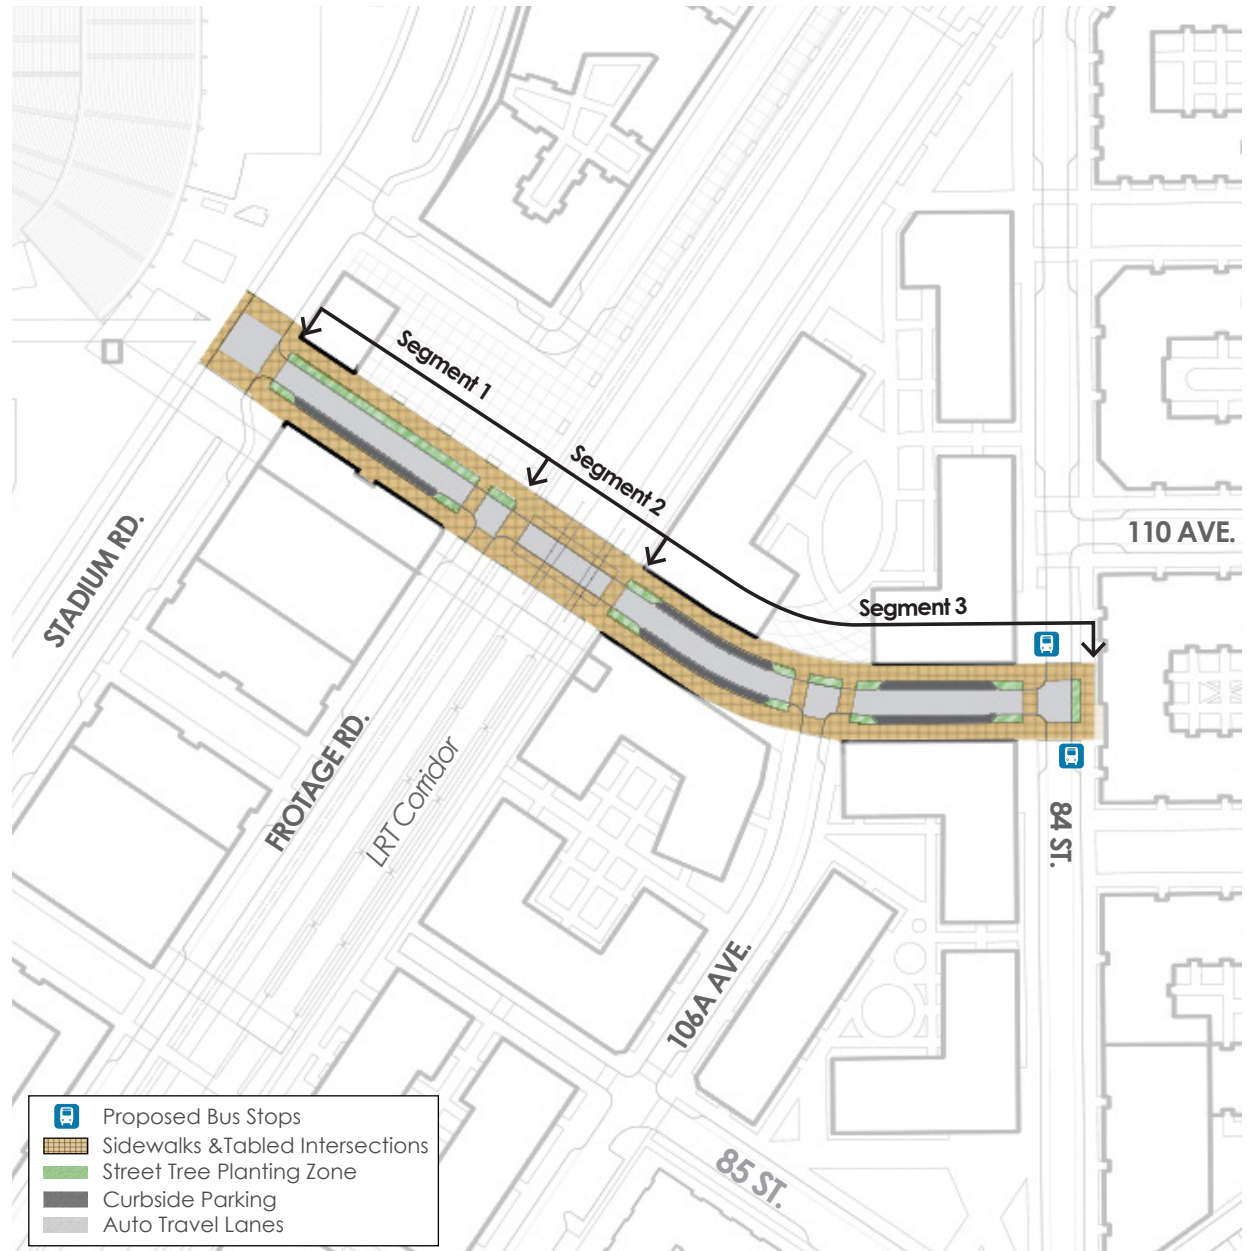 Segment 1
Segment 2
110 AVE.
STADIUM RD.
Segment 3
FROTAGE RD.
LRT Corridor
84 ST.
106A AVE.
85 ST.
Proposed Bus Stops
Sidewalks &Tabled Intersections
Street Tree Planting Zone
Curbside Parking
Auto Travel Lanes